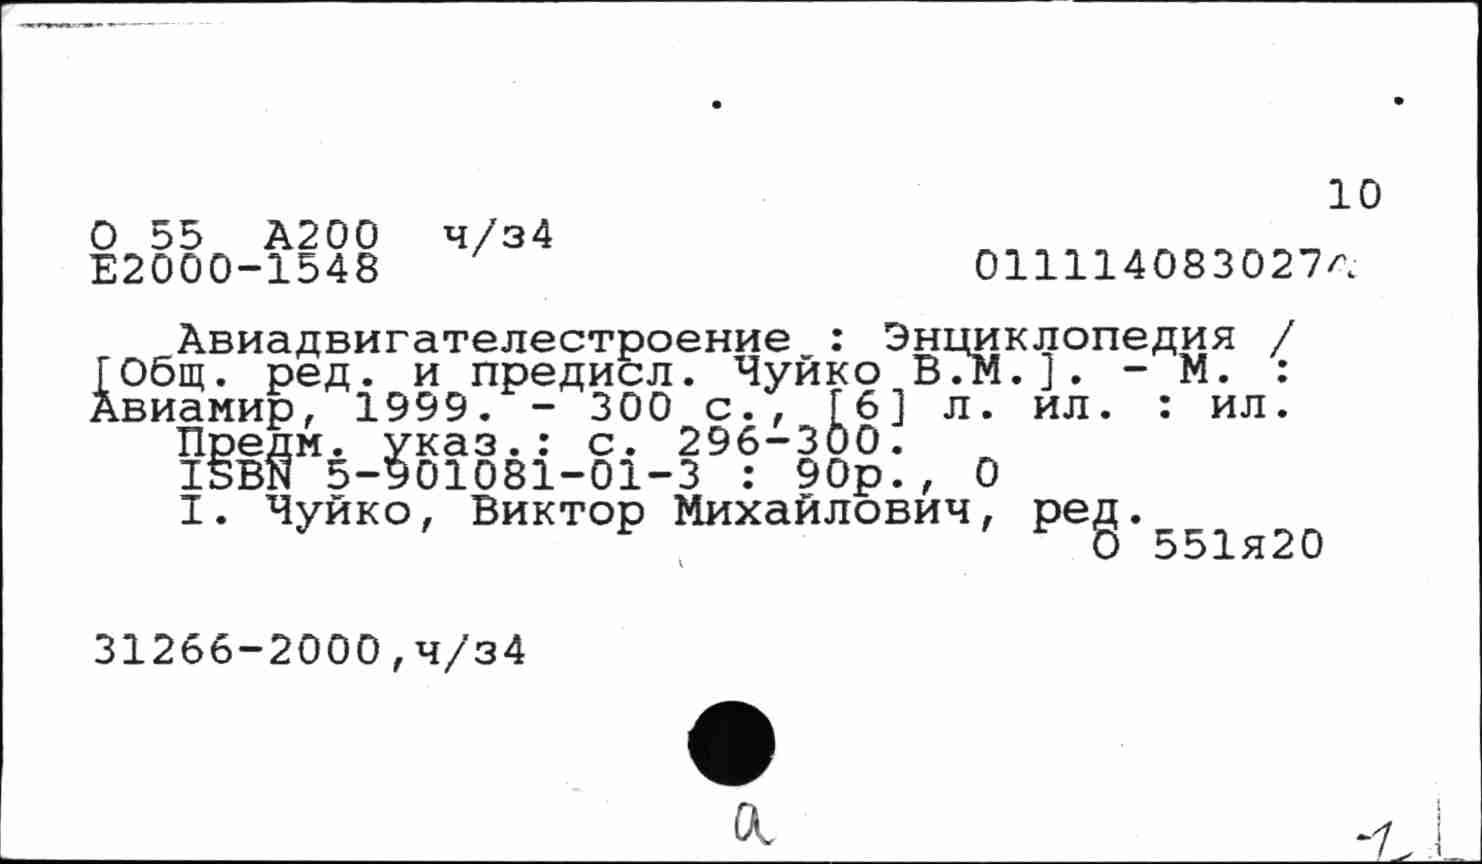 10
О 55 А200 ч/з4
Е2000-1548 011114083027
Авиадвигателестроение : Энциклопедия /
[Общ. ред. и предисл. Чуйко В.М.]. - М. :
Авиамир, 1999. - 300 с., [6] л. ил. : ил.
Предм. указ.: с. 296-300.
ISBN 5-901081-01-3 : 90р., 0
I. Чуйко, Виктор Михайлович, ред.
О 551я20
31266-2000,ч/з4
а